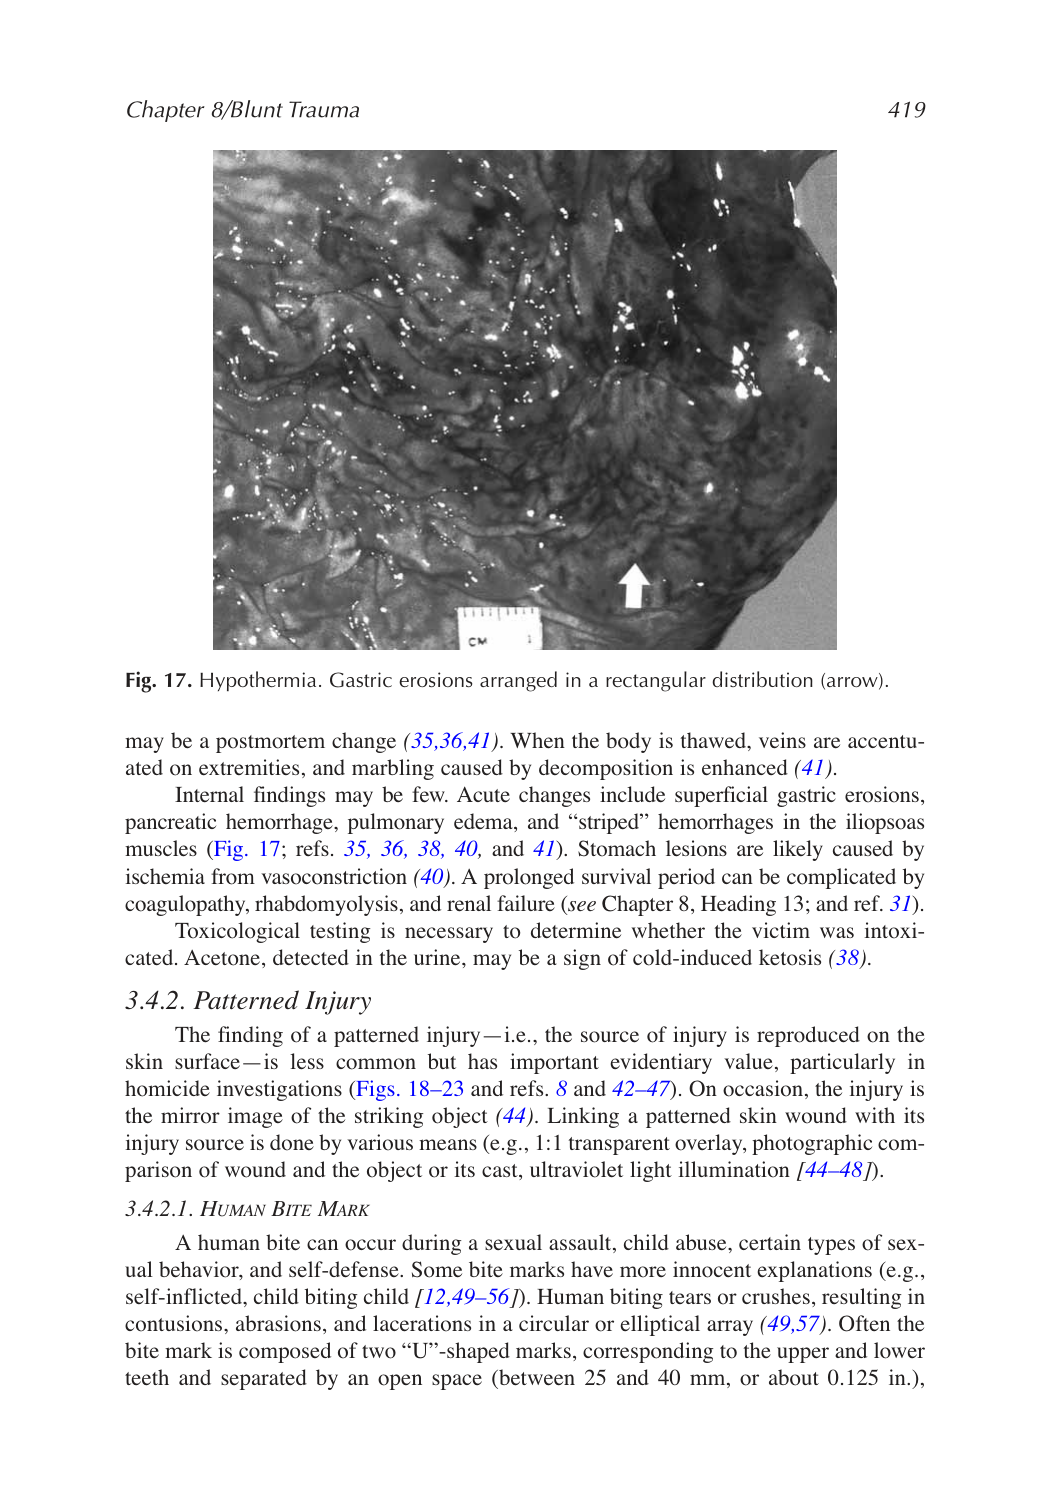 Chapter 8/Blunt Trauma 419
CM 1
Fig. 17. Hypothermia. Gastric erosions arranged in a rectangular distribution (arrow).
may be a postmortem change (35,36,41). When the body is thawed, veins are accentu-
ated on extremities, and marbling caused by decomposition is enhanced (41).
Internal findings may be few. Acute changes include superficial gastric erosions,
pancreatic hemorrhage, pulmonary edema, and “striped” hemorrhages in the iliopsoas
muscles (Fig. 17; refs. 35, 36, 38, 40, and 41). Stomach lesions are likely caused by
ischemia from vasoconstriction (40). A prolonged survival period can be complicated by
coagulopathy, rhabdomyolysis, and renal failure (see Chapter 8, Heading 13; and ref. 31).
Toxicological testing is necessary to determine whether the victim was intoxi-
cated. Acetone, detected in the urine, may be a sign of cold-induced ketosis (38).
3.4.2. Patterned Injury
The finding of a patterned injury—i.e., the source of injury is reproduced on the
skin surface—is less common but has important evidentiary value, particularly in
homicide investigations (Figs. 18–23 and refs. 8 and 42–47). On occasion, the injury is
the mirror image of the striking object (44). Linking a patterned skin wound with its
injury source is done by various means (e.g., 1:1 transparent overlay, photographic com-
parison of wound and the object or its cast, ultraviolet light illumination [44–48]).
3.4.2.1. HUMAN BITE MARK
A human bite can occur during a sexual assault, child abuse, certain types of sex-
ual behavior, and self-defense. Some bite marks have more innocent explanations (e.g.,
self-inflicted, child biting child [12,49–56]). Human biting tears or crushes, resulting in
contusions, abrasions, and lacerations in a circular or elliptical array (49,57). Often the
bite mark is composed of two “U”-shaped marks, corresponding to the upper and lower
teeth and separated by an open space (between 25 and 40 mm, or about 0.125 in.),